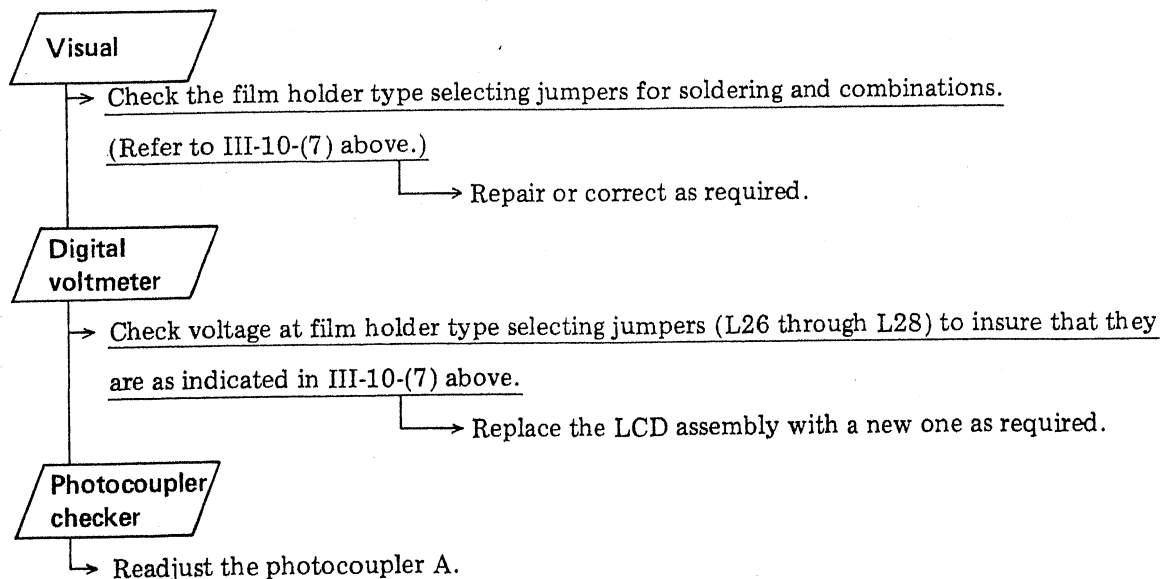 Visual
Check the film holder type selecting jumpers for soldering and combinations.
(Refer to III-10-(7) above.)
Repair or correct as required.
Digital
voltmeter
Check voltage at film holder type selecting jumpers (L26 through L28) to insure that they
are as indicated in III-10-(7) above.
Replace the LCD assembly with a new one as required.
Photocoupler
checker
Readjust the photocoupler A.